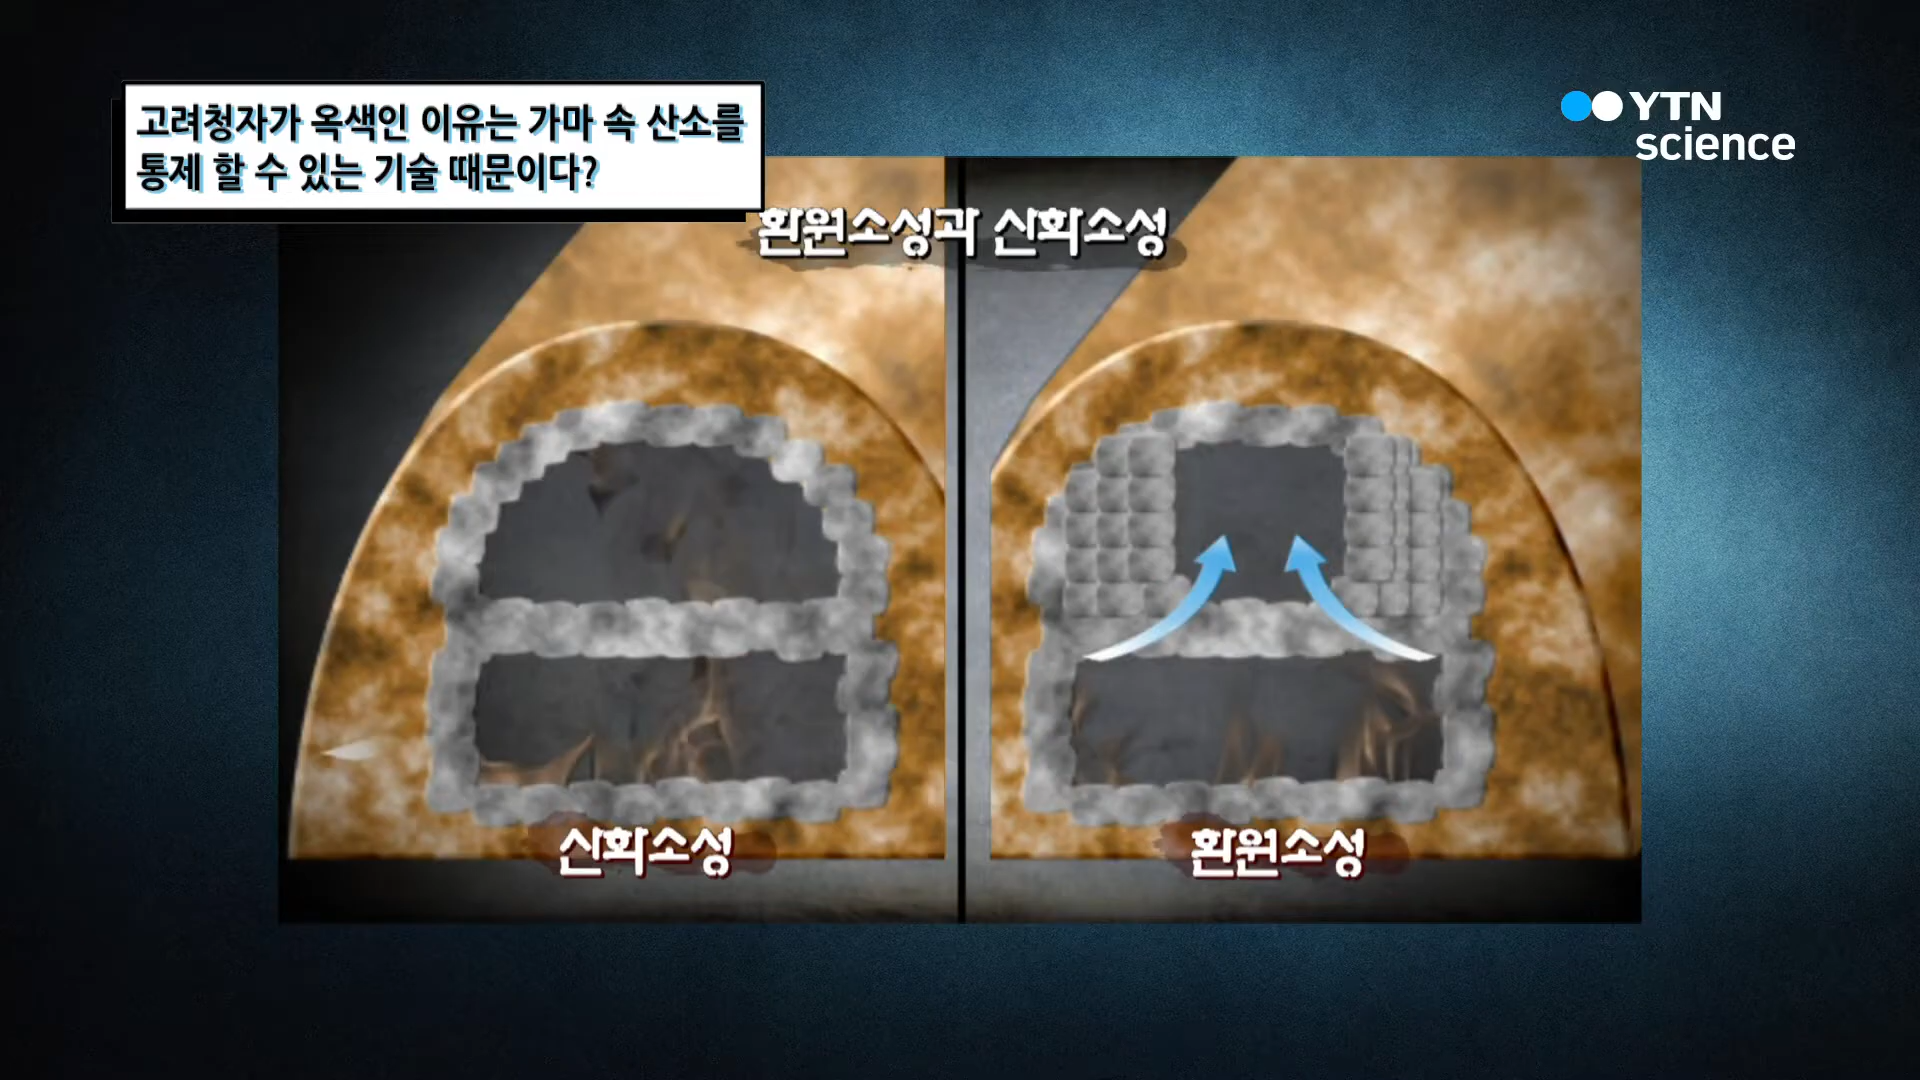 고려청자가 옥색인 이유는 가마 속 산소를
통제 할 수 있는 기술 때문이다?
YTN
science
환원소성과 산화소성
산화소성
환원소성